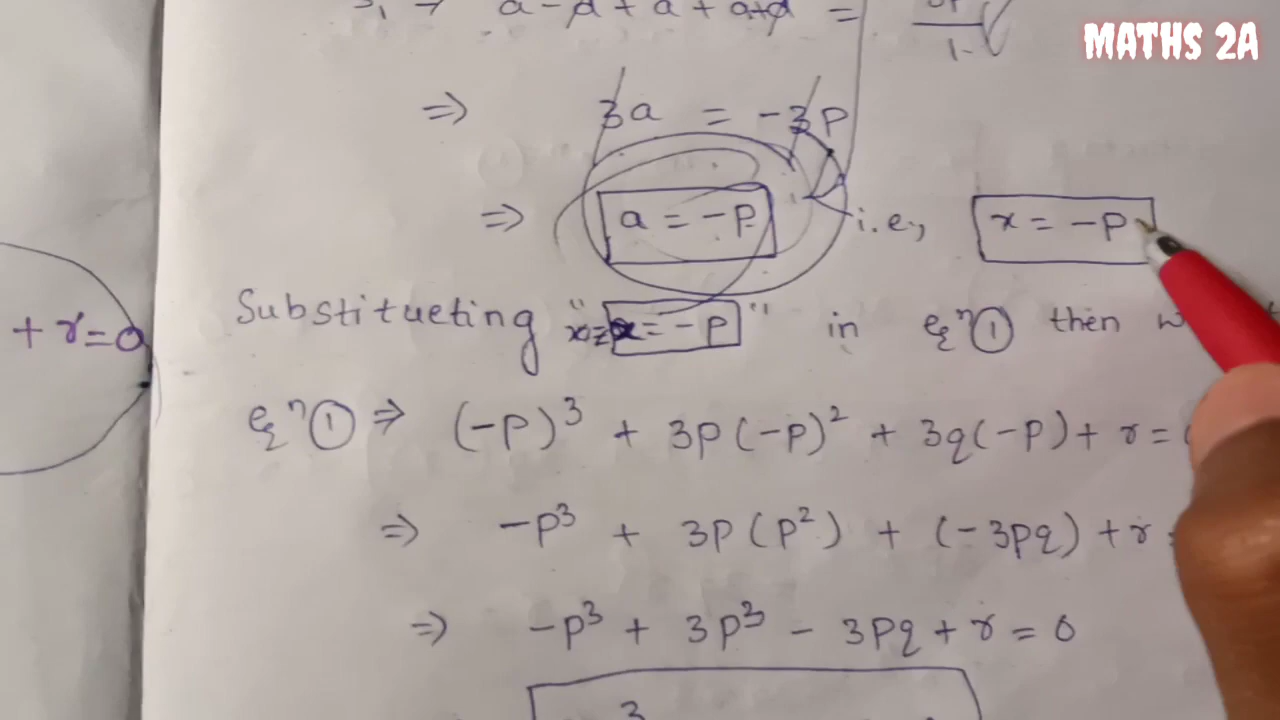 a - d + a + a+d =
MATHS 2A
⇒ 3a = -3p
⇒ a = -p i.e., x = -p
Substitueting "x = -p" in
eqⁿ ① then
+ r = 0
eqⁿ ① ⇒ (-p)³ + 3p(-p)² + 3q(-p) + r =
⇒ -p³ + 3p(p²) + (-3pq) + r
⇒ -p³ + 3p³ - 3pq + r = 0